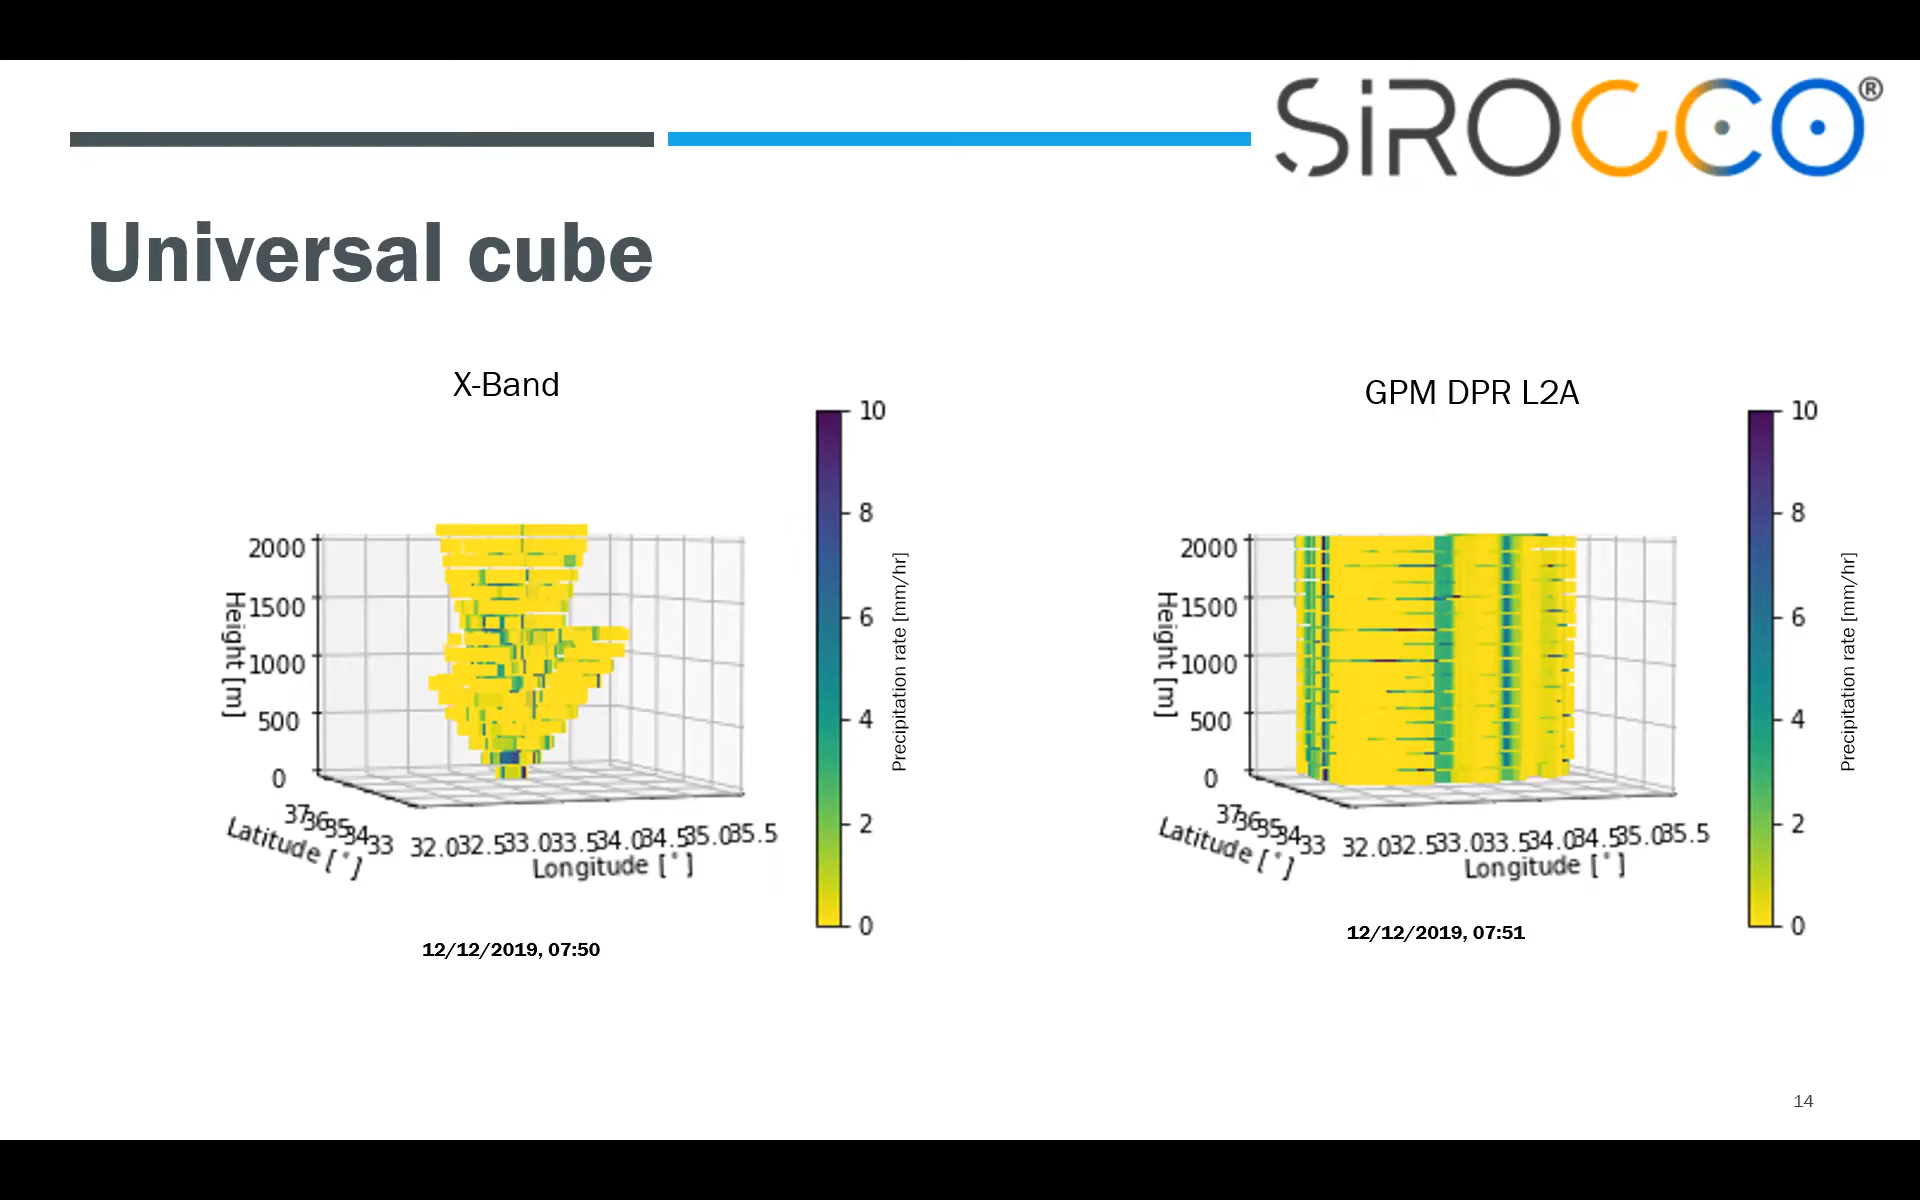 SiROCCO®
Universal cube
X-Band
10
8
6
4
2
0
Precipitation rate [mm/hr]
2000
1500
1000
500
0
Height [m]
37 36 35 34 33
Latitude [°]
32.0 32.5 33.0 33.5 34.0 34.5 35.0 35.5
Longitude [°]
12/12/2019, 07:50
GPM DPR L2A
10
8
6
4
2
0
Precipitation rate [mm/hr]
2000
1500
1000
500
0
Height [m]
37 36 35 34 33
Latitude [°]
32.0 32.5 33.0 33.5 34.0 34.5 35.0 35.5
Longitude [°]
12/12/2019, 07:51
14